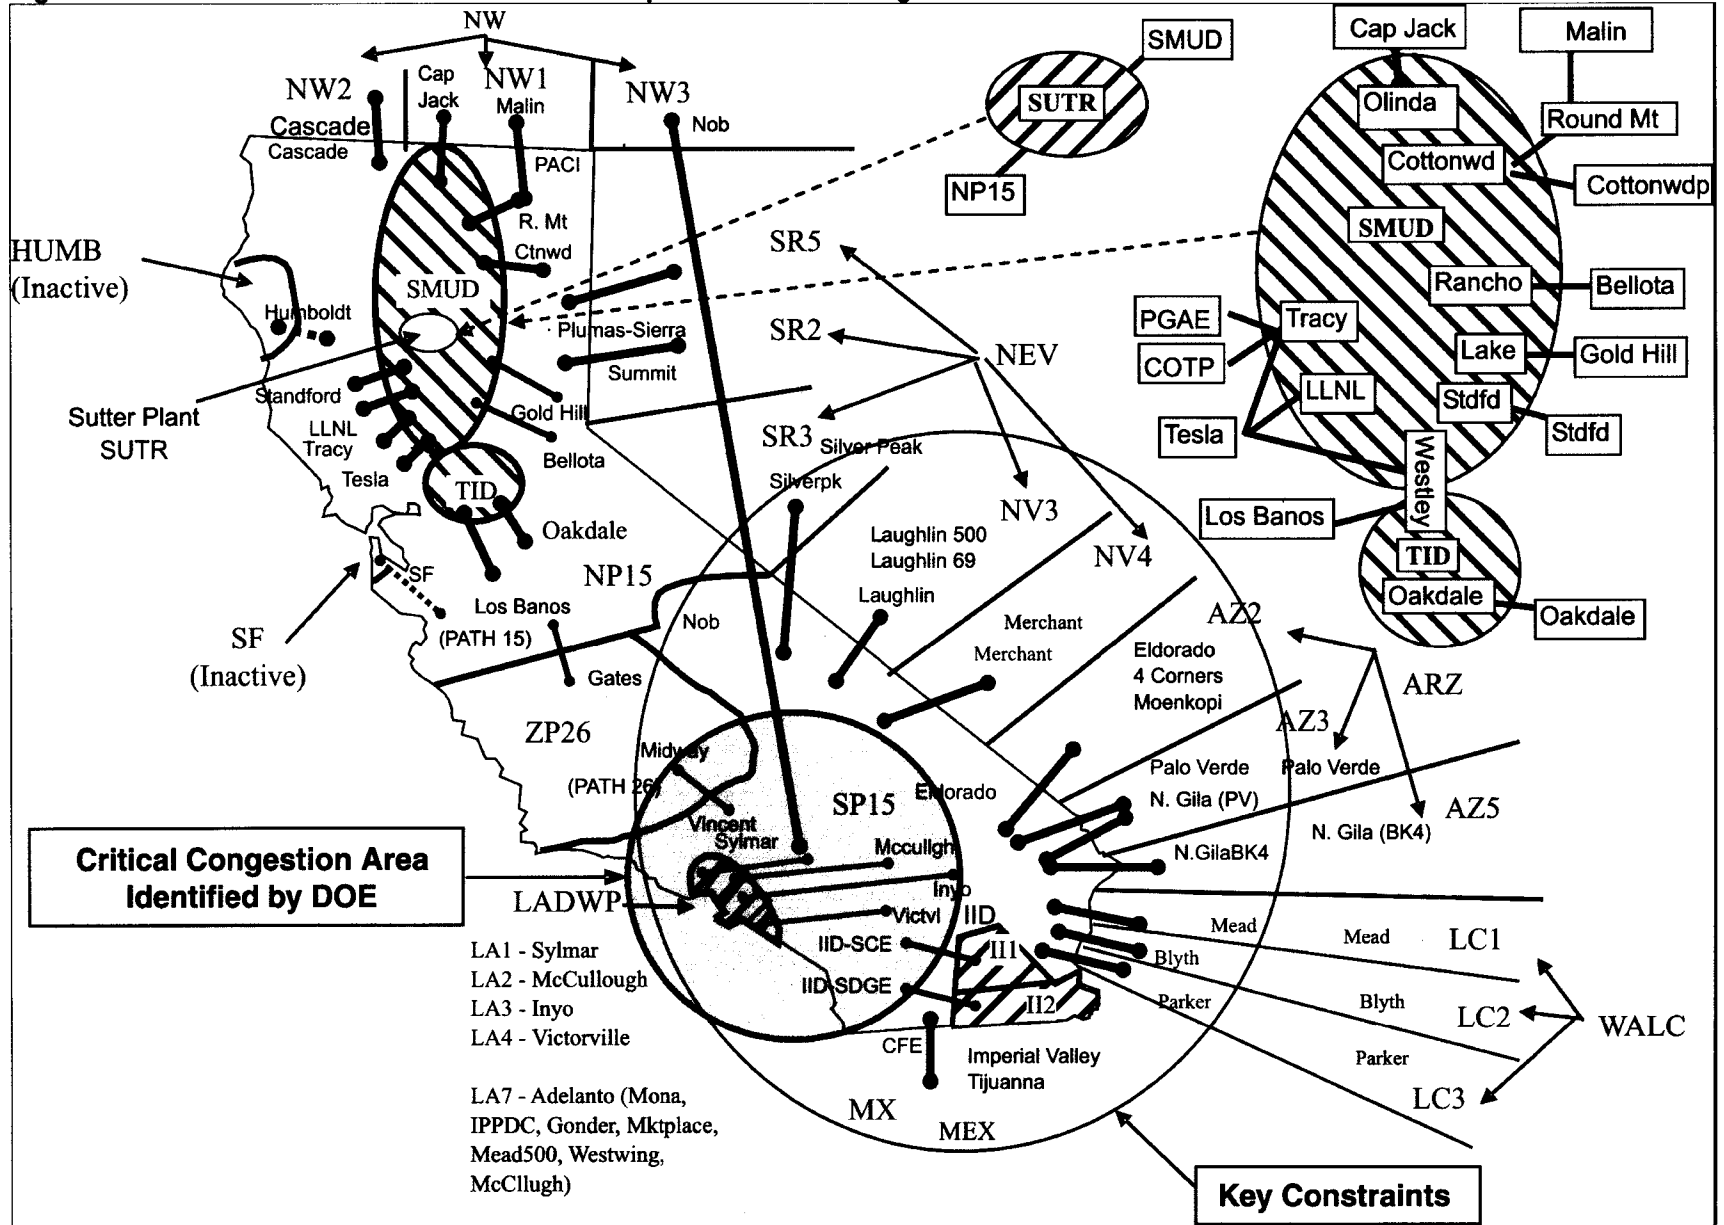 NW
NW2
Cap
Jack
NW1
Malin
NW3
Nob
Cascade
Cascade
PACI
R. Mt
Ctnwd
HUMB
(Inactive)
Humboldt
SMUD
Plumas-Sierra
Summit
Standford
Gold Hill
Sutter Plant
SUTR
LLNL
Tracy
Tesla
Bellota
TID
Oakdale
SF
SF
(Inactive)
NP15
Los Banos
(PATH 15)
Gates
Nob
ZP26
Midway
(PATH 26)
Vincent
Sylmar
SP15
Eldorado
Mccullgh
Inyo
Victvl
IID
IID-SCE
II1
IID-SDGE
II2
CFE
Imperial Valley
Tijuanna
MX
MEX
LADWP
Critical Congestion Area
Identified by DOE
LA1 - Sylmar
LA2 - McCullough
LA3 - Inyo
LA4 - Victorville
LA7 - Adelanto (Mona,
IPPDC, Gonder, Mktplace,
Mead500, Westwing,
McCllugh)
SUTR
SMUD
NP15
SR5
SR2
NEV
SR3
Silver Peak
Silverpk
NV3
NV4
Laughlin 500
Laughlin 69
Laughlin
Merchant
Merchant
AZ2
Eldorado
4 Corners
Moenkopi
ARZ
AZ3
Palo Verde
Palo Verde
N. Gila (PV)
AZ5
N. Gila (BK4)
N.GilaBK4
Mead
Mead
LC1
Blyth
Blyth
LC2
WALC
Parker
Parker
LC3
Key Constraints
Cap Jack
Malin
Olinda
Round Mt
Cottonwd
Cottonwdp
SMUD
Rancho
Bellota
PGAE
Tracy
COTP
Lake
Gold Hill
LLNL
Stdfd
Stdfd
Tesla
Westley
Los Banos
TID
Oakdale
Oakdale